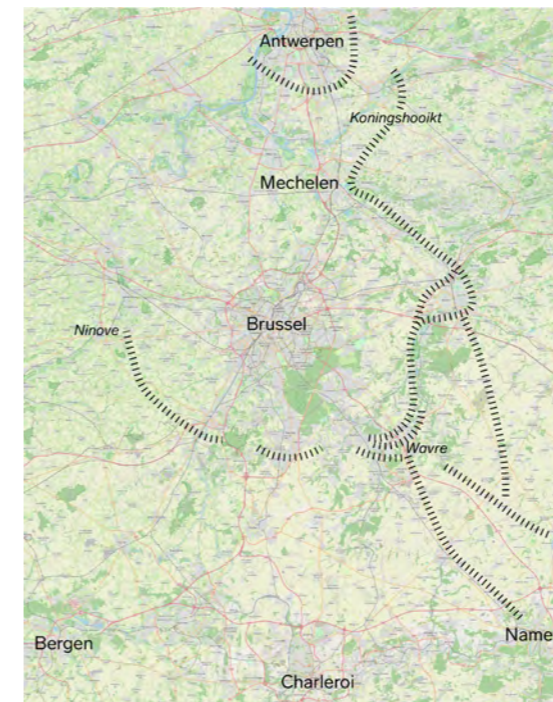 Antwerpen
Koningshooikt
Mechelen
Ninove
Brussel
Wavre
Bergen
Name
Charleroi